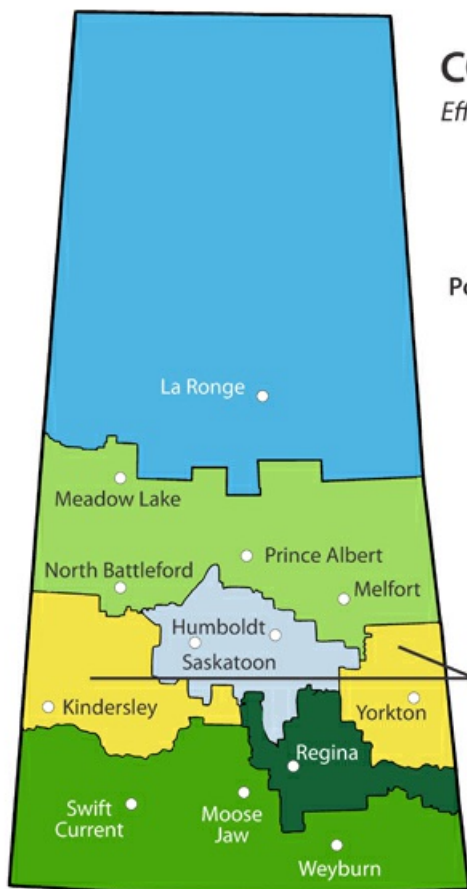 La Ronge
Meadow Lake
Prince Albert
North Battleford
Melfort
Humboldt
Saskatoon
Kindersley
Yorkton
Regina
Swift
Current
Moose
Jaw
Weyburn